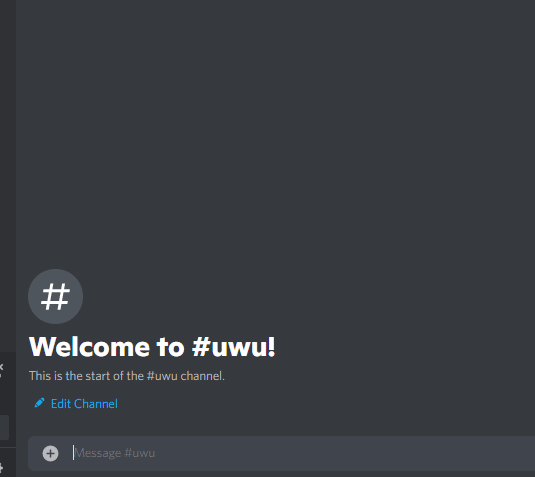 #
Welcome to #uwu!
This is the start of the #uwu channel.
Edit Channel
Message #uwu